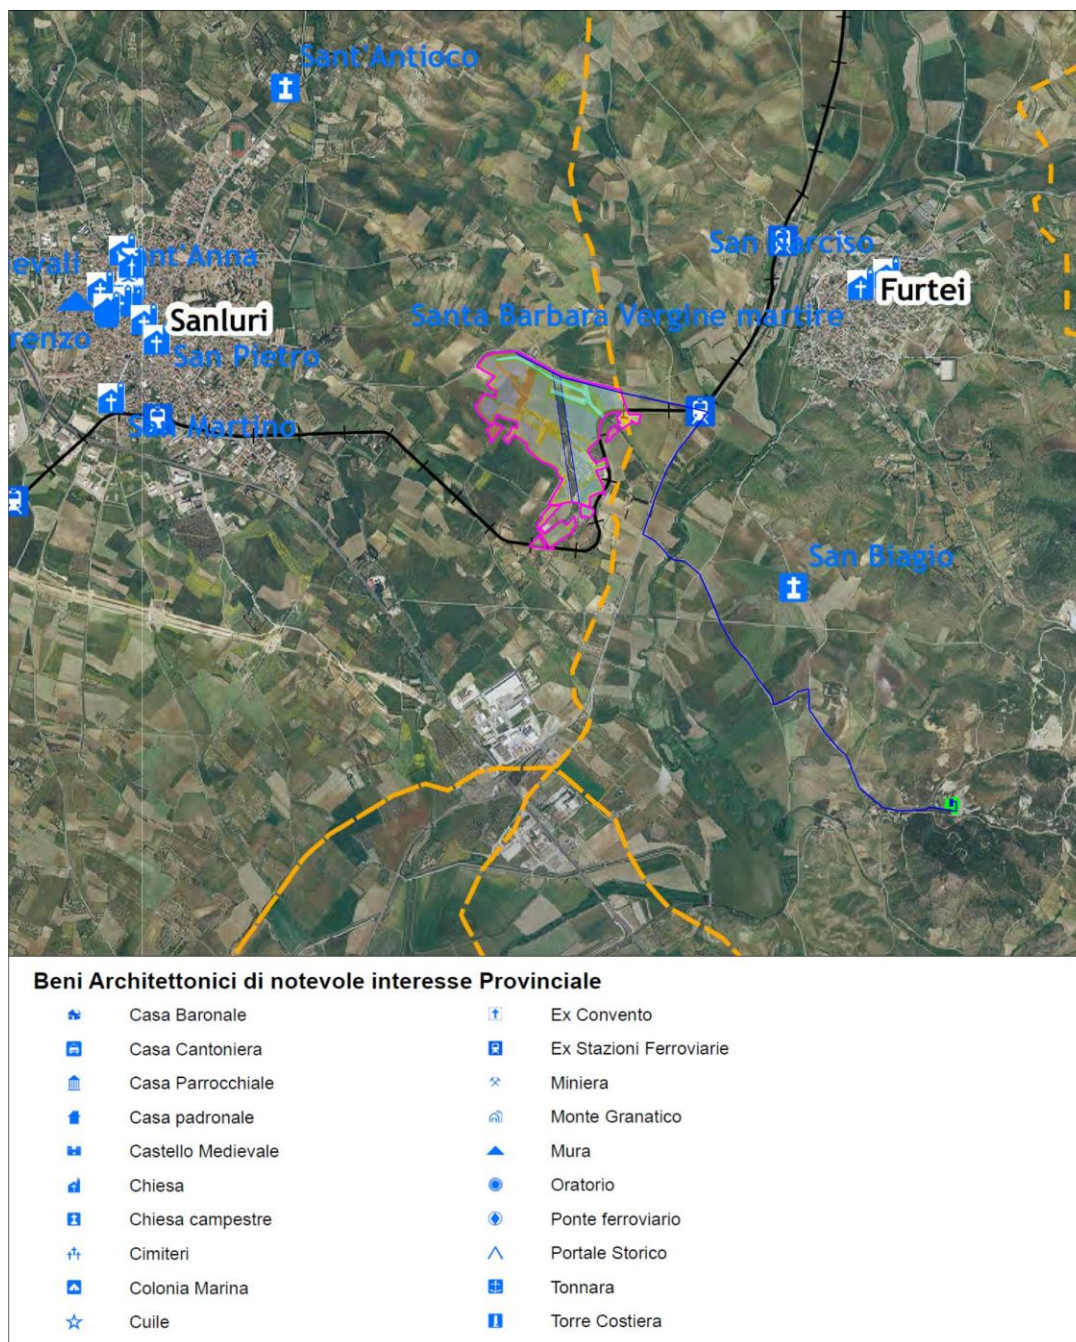 Sant'Antioco
San Narciso
Sant'Anna
evali
Furtei
Santa Barbara Vergine martire
Sanluri
renzo
San Pietro
San Martino
San Biagio
Beni Architettonici di notevole interesse Provinciale
Casa Baronale
Casa Cantoniera
Casa Parrocchiale
Casa padronale
Castello Medievale
Chiesa
Chiesa campestre
Cimiteri
Colonia Marina
Cuile
Ex Convento
Ex Stazioni Ferroviarie
Miniera
Monte Granatico
Mura
Oratorio
Ponte ferroviario
Portale Storico
Tonnara
Torre Costiera